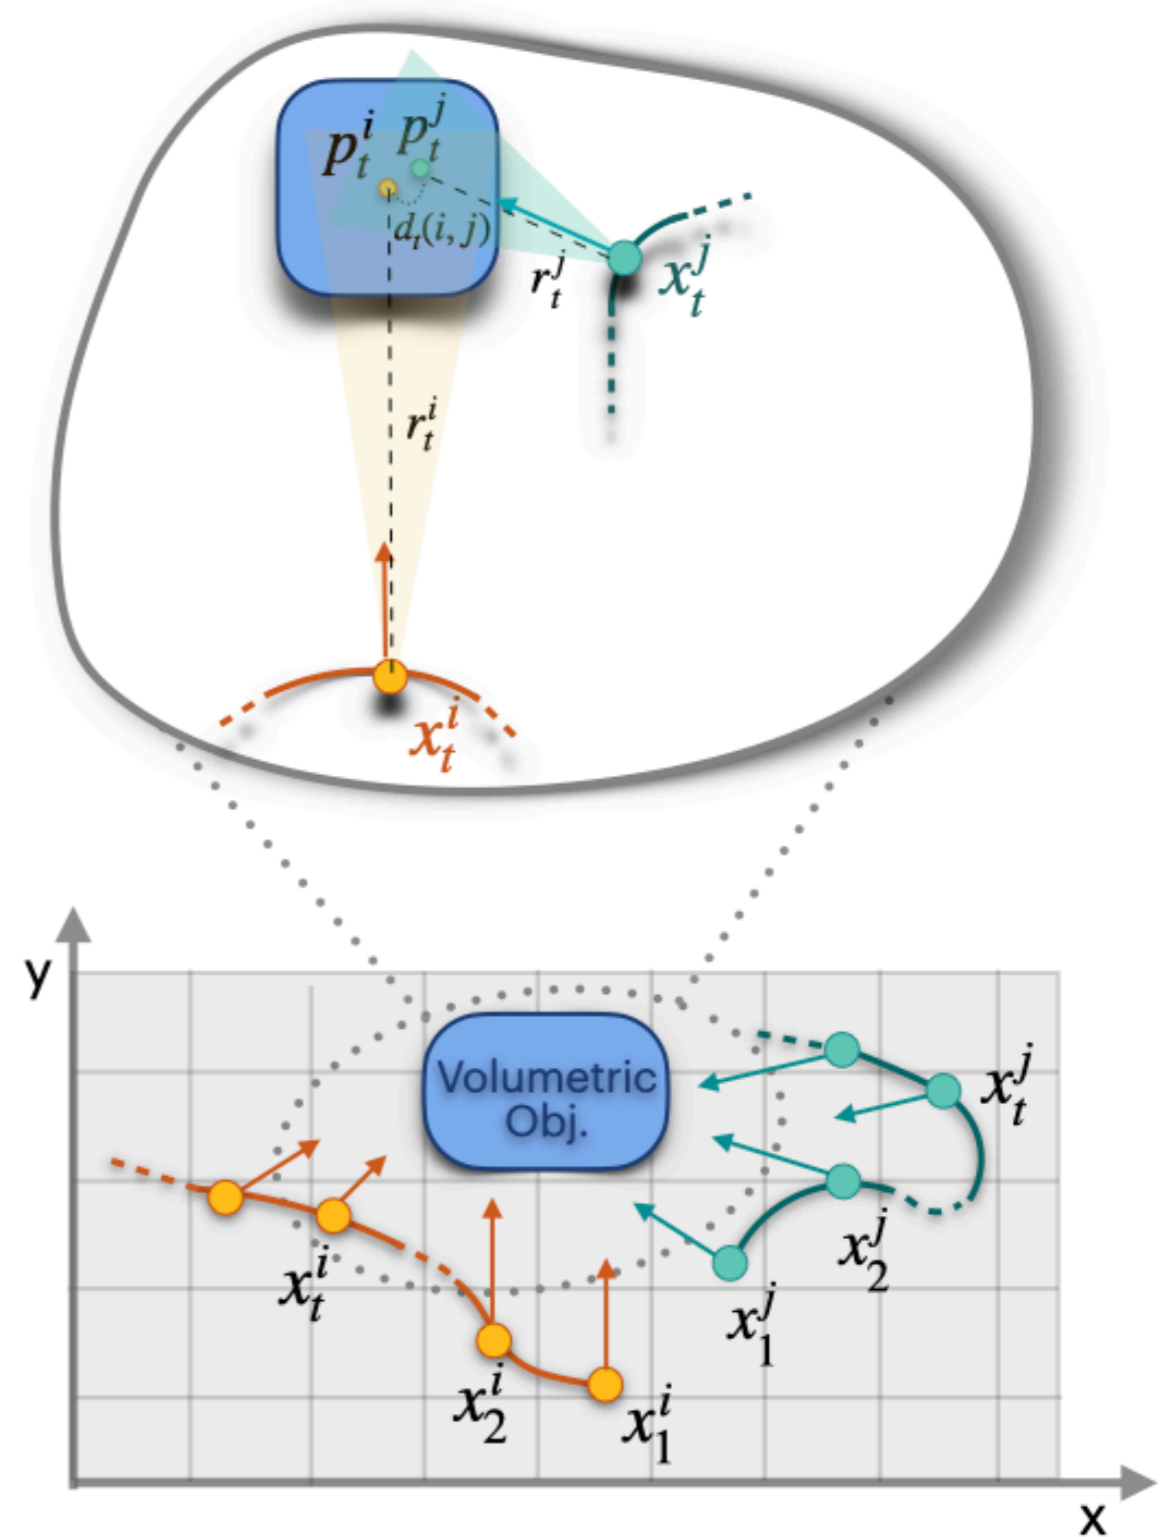 p_t^i p_t^j
d_t(i, j)
r_t^j
x_t^j
r_t^i
x_t^i
y
Volumetric
Obj.
x_t^j
x_2^j
x_t^i
x_1^j
x_2^i
x_1^i
x